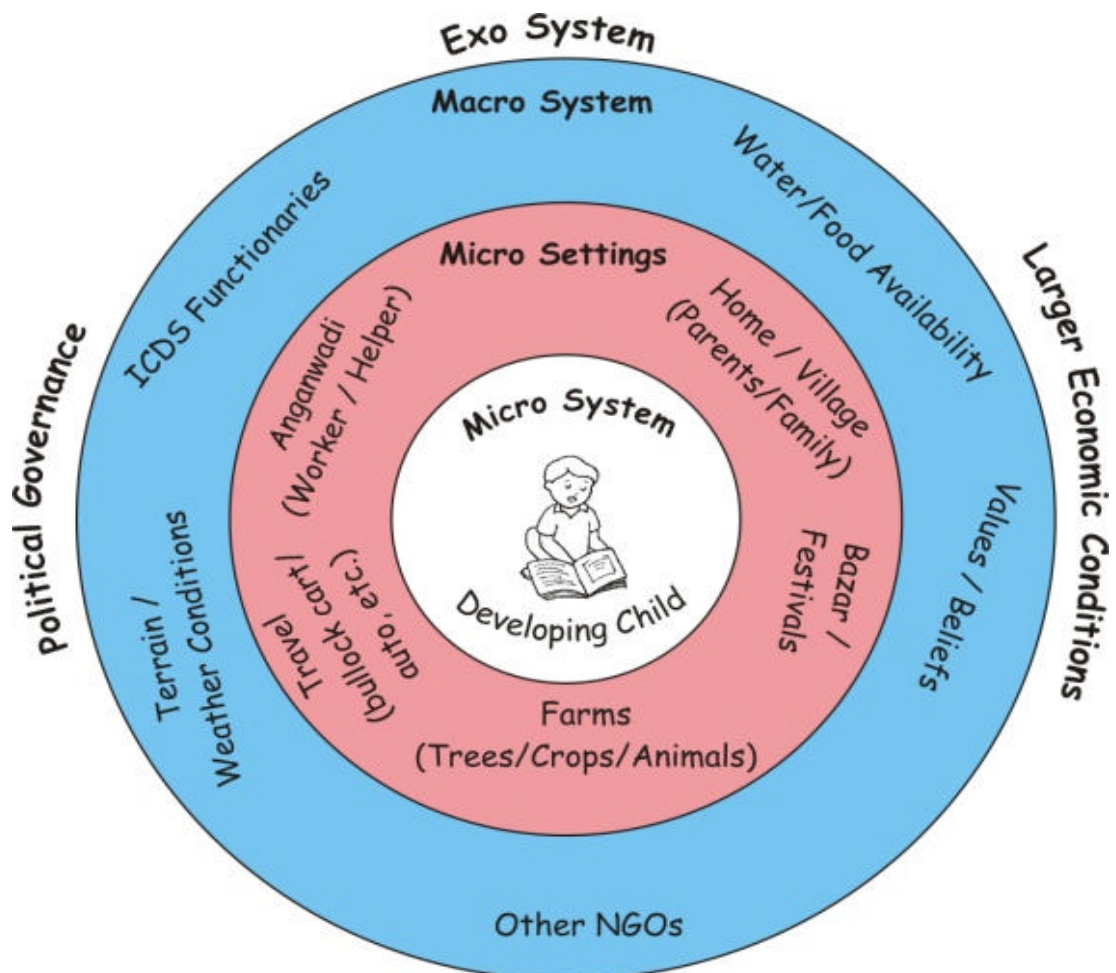 Exo System
Macro System
ICDS Functionaries
Water/Food Availability
Political Governance
Larger Economic Conditions
Terrain /
Weather Conditions
Values / Beliefs
Other NGOs
Micro Settings
Anganwadi
(Worker / Helper)
Home / Village
(Parents/Family)
Travel
(bullock cart/
auto, etc.)
Bazar /
Festivals
Farms
(Trees/Crops/Animals)
Micro System
Developing Child